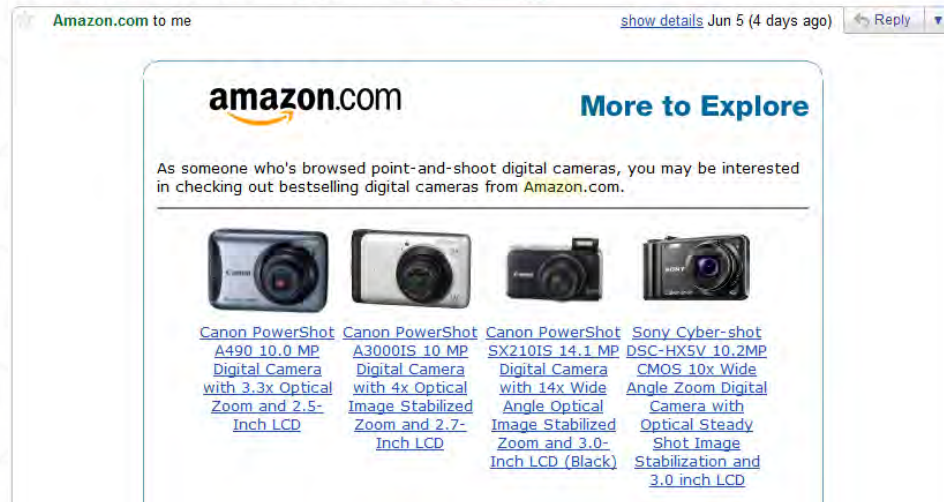 Amazon.com to me
show details Jun 5 (4 days ago)
Reply
amazon.com
More to Explore
As someone who's browsed point-and-shoot digital cameras, you may be interested
in checking out bestselling digital cameras from Amazon.com.
Canon
SONY
Canon PowerShot
A490 10.0 MP
Digital Camera
with 3.3x Optical
Zoom and 2.5-
Inch LCD
Canon PowerShot
A3000IS 10 MP
Digital Camera
with 4x Optical
Image Stabilized
Zoom and 2.7-
Inch LCD
Canon PowerShot
SX210IS 14.1 MP
Digital Camera
with 14x Wide
Angle Optical
Image Stabilized
Zoom and 3.0-
Inch LCD (Black)
Sony Cyber-shot
DSC-HX5V 10.2MP
CMOS 10x Wide
Angle Zoom Digital
Camera with
Optical Steady
Shot Image
Stabilization and
3.0 inch LCD